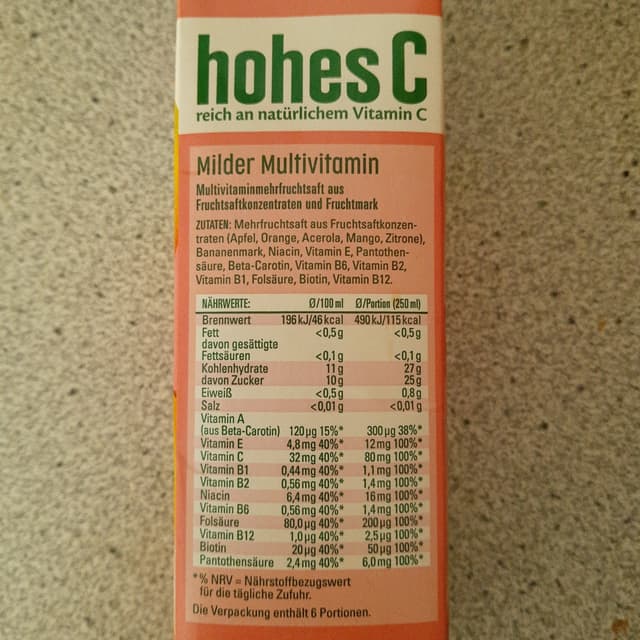 hohes C
reich an natürlichem Vitamin C
Milder Multivitamin
Multivitaminmehrfruchtsaft aus
Fruchtsaftkonzentraten und Fruchtmark
ZUTATEN: Mehrfruchtsaft aus Fruchtsaftkonzen-
traten (Apfel, Orange, Acerola, Mango, Zitrone),
Bananenmark, Niacin, Vitamin E, Pantothen-
säure, Beta-Carotin, Vitamin B6, Vitamin B2,
Vitamin B1, Folsäure, Biotin, Vitamin B12.
NÄHRWERTE: Ø/100 ml Ø/Portion (250 ml)
Brennwert 196 kJ/46 kcal 490 kJ/115 kcal
Fett <0,5 g <0,5 g
davon gesättigte
Fettsäuren <0,1 g <0,1 g
Kohlenhydrate 11 g 27 g
davon Zucker 10 g 25 g
Eiweiß <0,5 g 0,8 g
Salz <0,01 g <0,01 g
Vitamin A
(aus Beta-Carotin) 120 µg 15%* 300 µg 38%*
Vitamin E 4,8 mg 40%* 12 mg 100%*
Vitamin C 32 mg 40%* 80 mg 100%*
Vitamin B1 0,44 mg 40%* 1,1 mg 100%*
Vitamin B2 0,56 mg 40%* 1,4 mg 100%*
Niacin 6,4 mg 40%* 16 mg 100%*
Vitamin B6 0,56 mg 40%* 1,4 mg 100%*
Folsäure 80,0 µg 40%* 200 µg 100%*
Vitamin B12 1,0 µg 40%* 2,5 µg 100%*
Biotin 20 µg 40%* 50 µg 100%*
Pantothensäure 2,4 mg 40%* 6,0 mg 100%*
*% NRV = Nährstoffbezugswert
für die tägliche Zufuhr.
Die Verpackung enthält 6 Portionen.